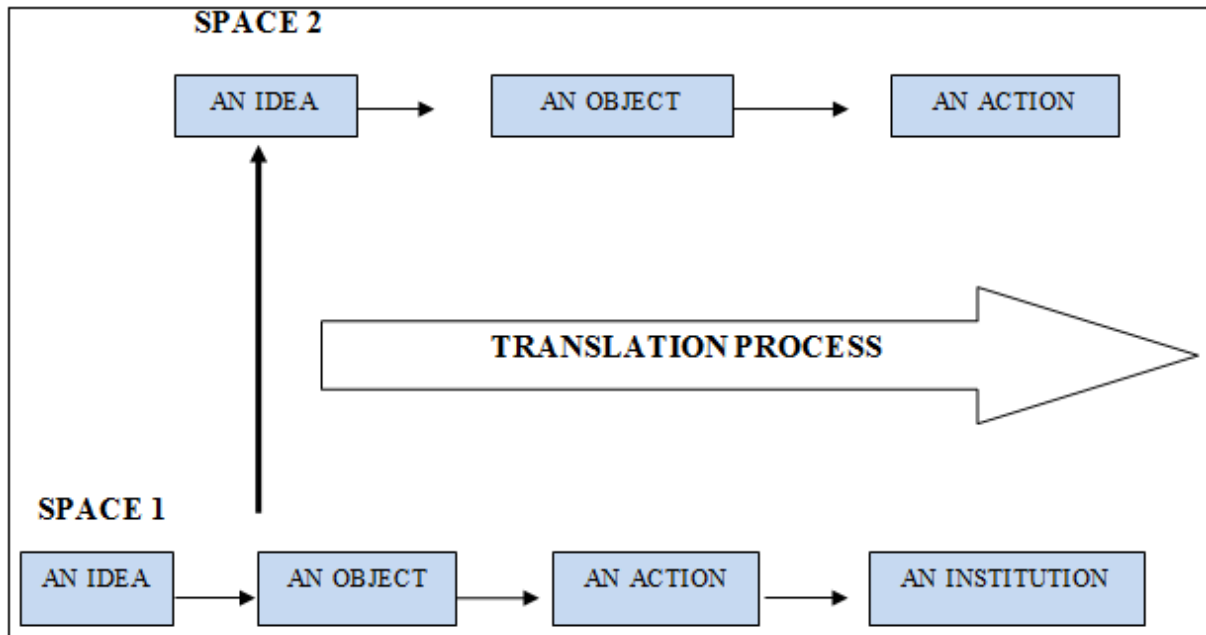 SPACE 2
AN IDEA
AN OBJECT
AN ACTION
TRANSLATION PROCESS
SPACE 1
AN IDEA
AN OBJECT
AN ACTION
AN INSTITUTION